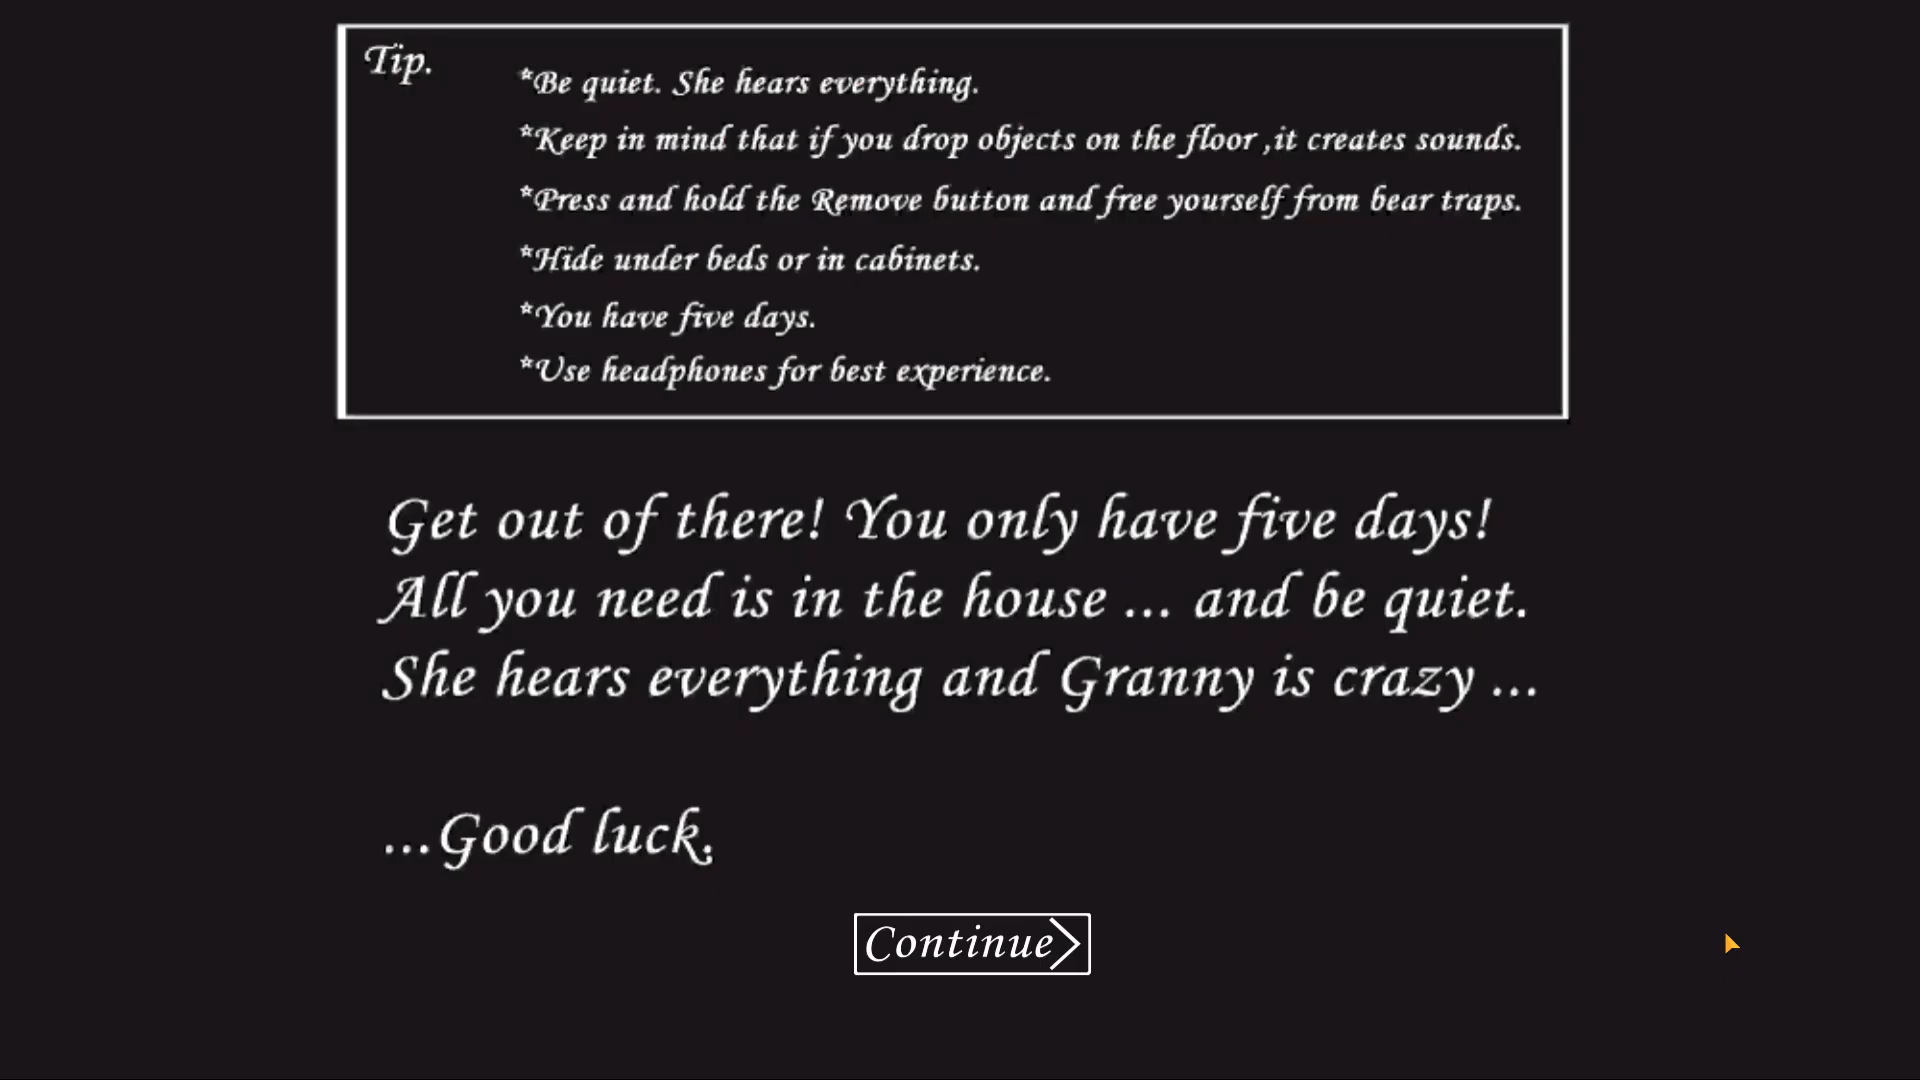 Tip.
*Be quiet. She hears everything.
*Keep in mind that if you drop objects on the floor ,it creates sounds.
*Press and hold the Remove button and free yourself from bear traps.
*Hide under beds or in cabinets.
*You have five days.
*Use headphones for best experience.
Get out of there! You only have five days!
All you need is in the house ... and be quiet.
She hears everything and Granny is crazy ...
...Good luck.
Continue